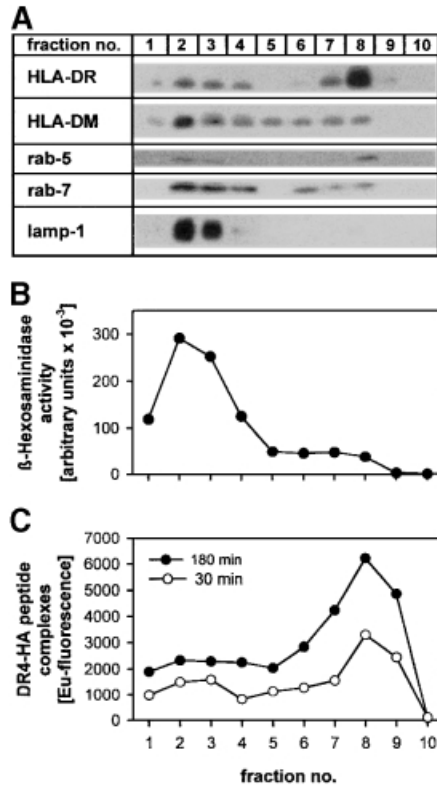 A
fraction no. 1 2 3 4 5 6 7 8 9 10
HLA-DR
HLA-DM
rab-5
rab-7
lamp-1
B
ß-Hexosaminidase
activity
[arbitrary units x 10-3]
300
200
100
0
C
DR4-HA peptide
complexes
[Eu-fluorescence]
7000
6000
5000
4000
3000
2000
1000
0
180 min
30 min
1 2 3 4 5 6 7 8 9 10
fraction no.